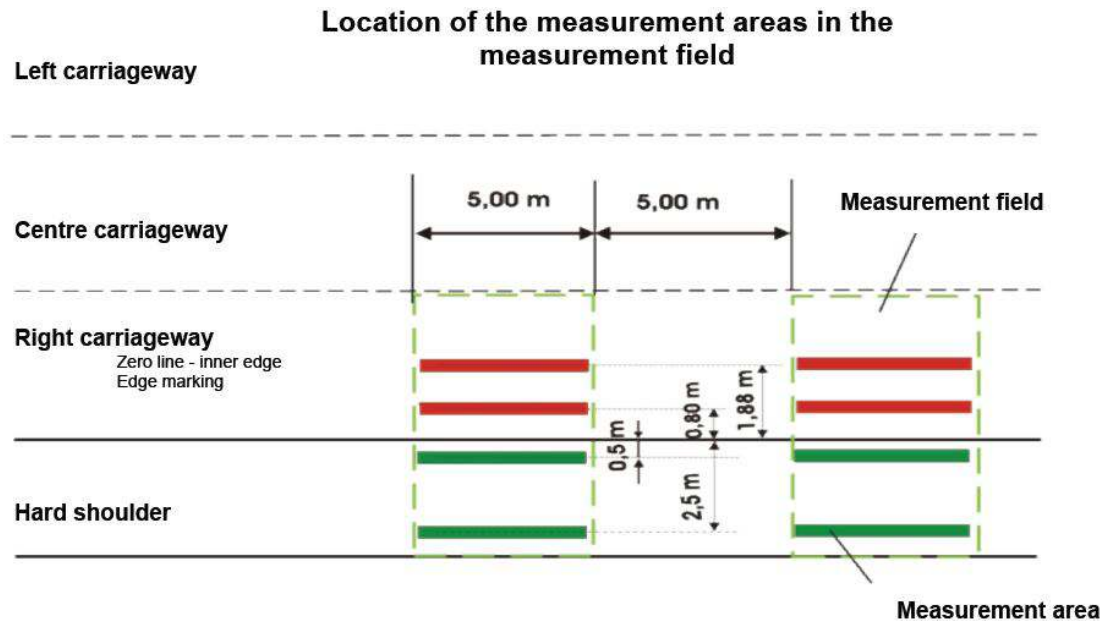 Location of the measurement areas in the
measurement field
Left carriageway
5,00 m
5,00 m
Measurement field
Centre carriageway
Right carriageway
Zero line - inner edge
Edge marking
0,5 m
0,80 m
1,88 m
2,5 m
Hard shoulder
Measurement area